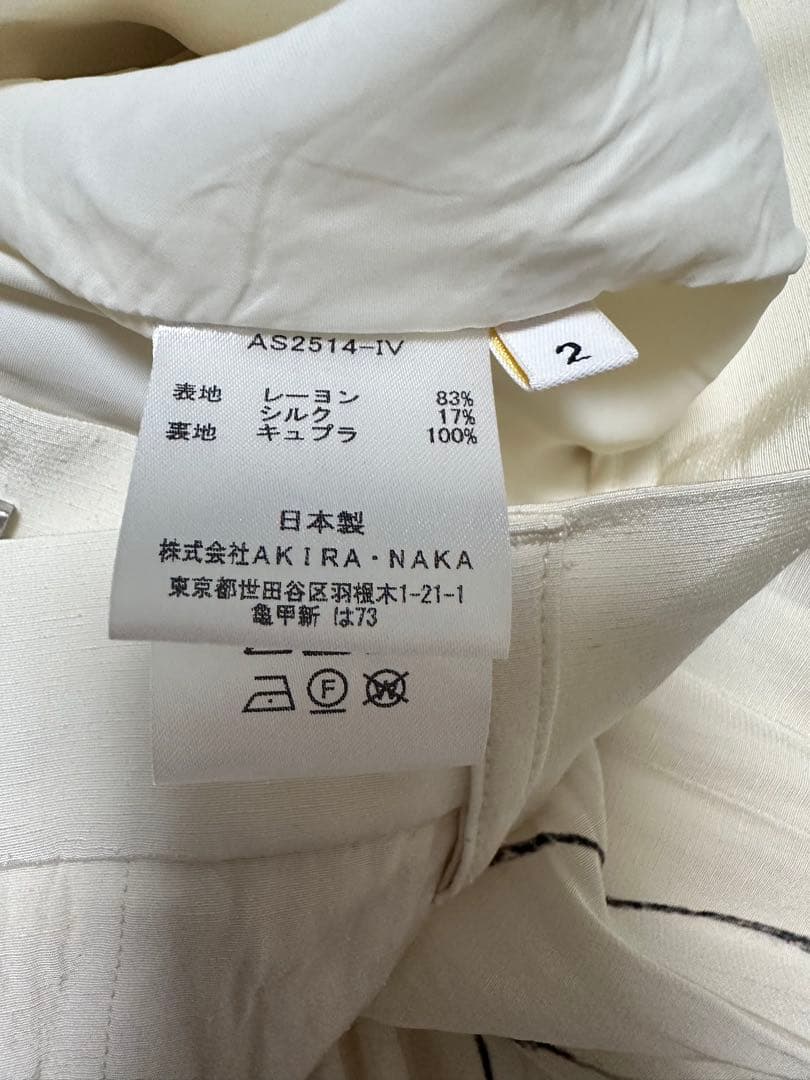 AS2514-IV
2
表地 レーヨン 83%
シルク 17%
裏地 キュプラ 100%
日本製
株式会社AKIRA・NAKA
東京都世田谷区羽根木1-21-1
亀甲新 は73
F
W